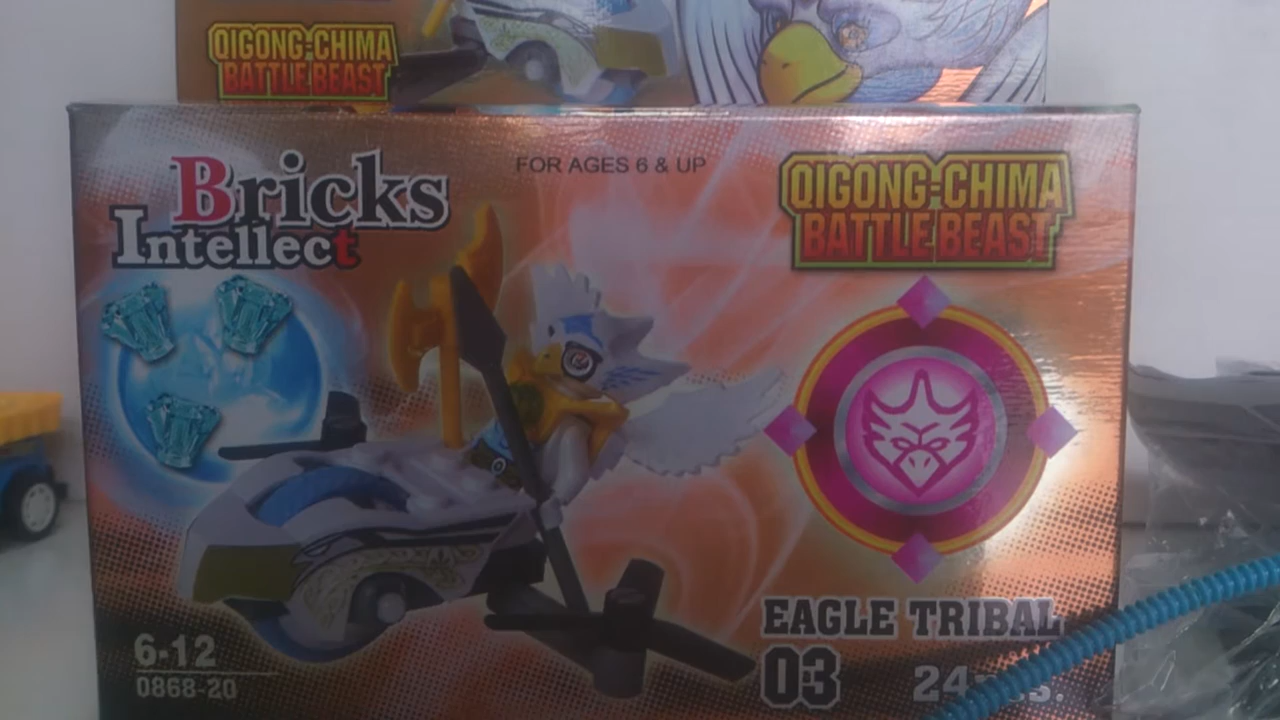 QIGONG-CHIMA
BATTLE BEAST
Bricks
Intellect
FOR AGES 6 & UP
QIGONG-CHIMA
BATTLE BEAST
EAGLE TRIBAL
03
6-12
0868-20